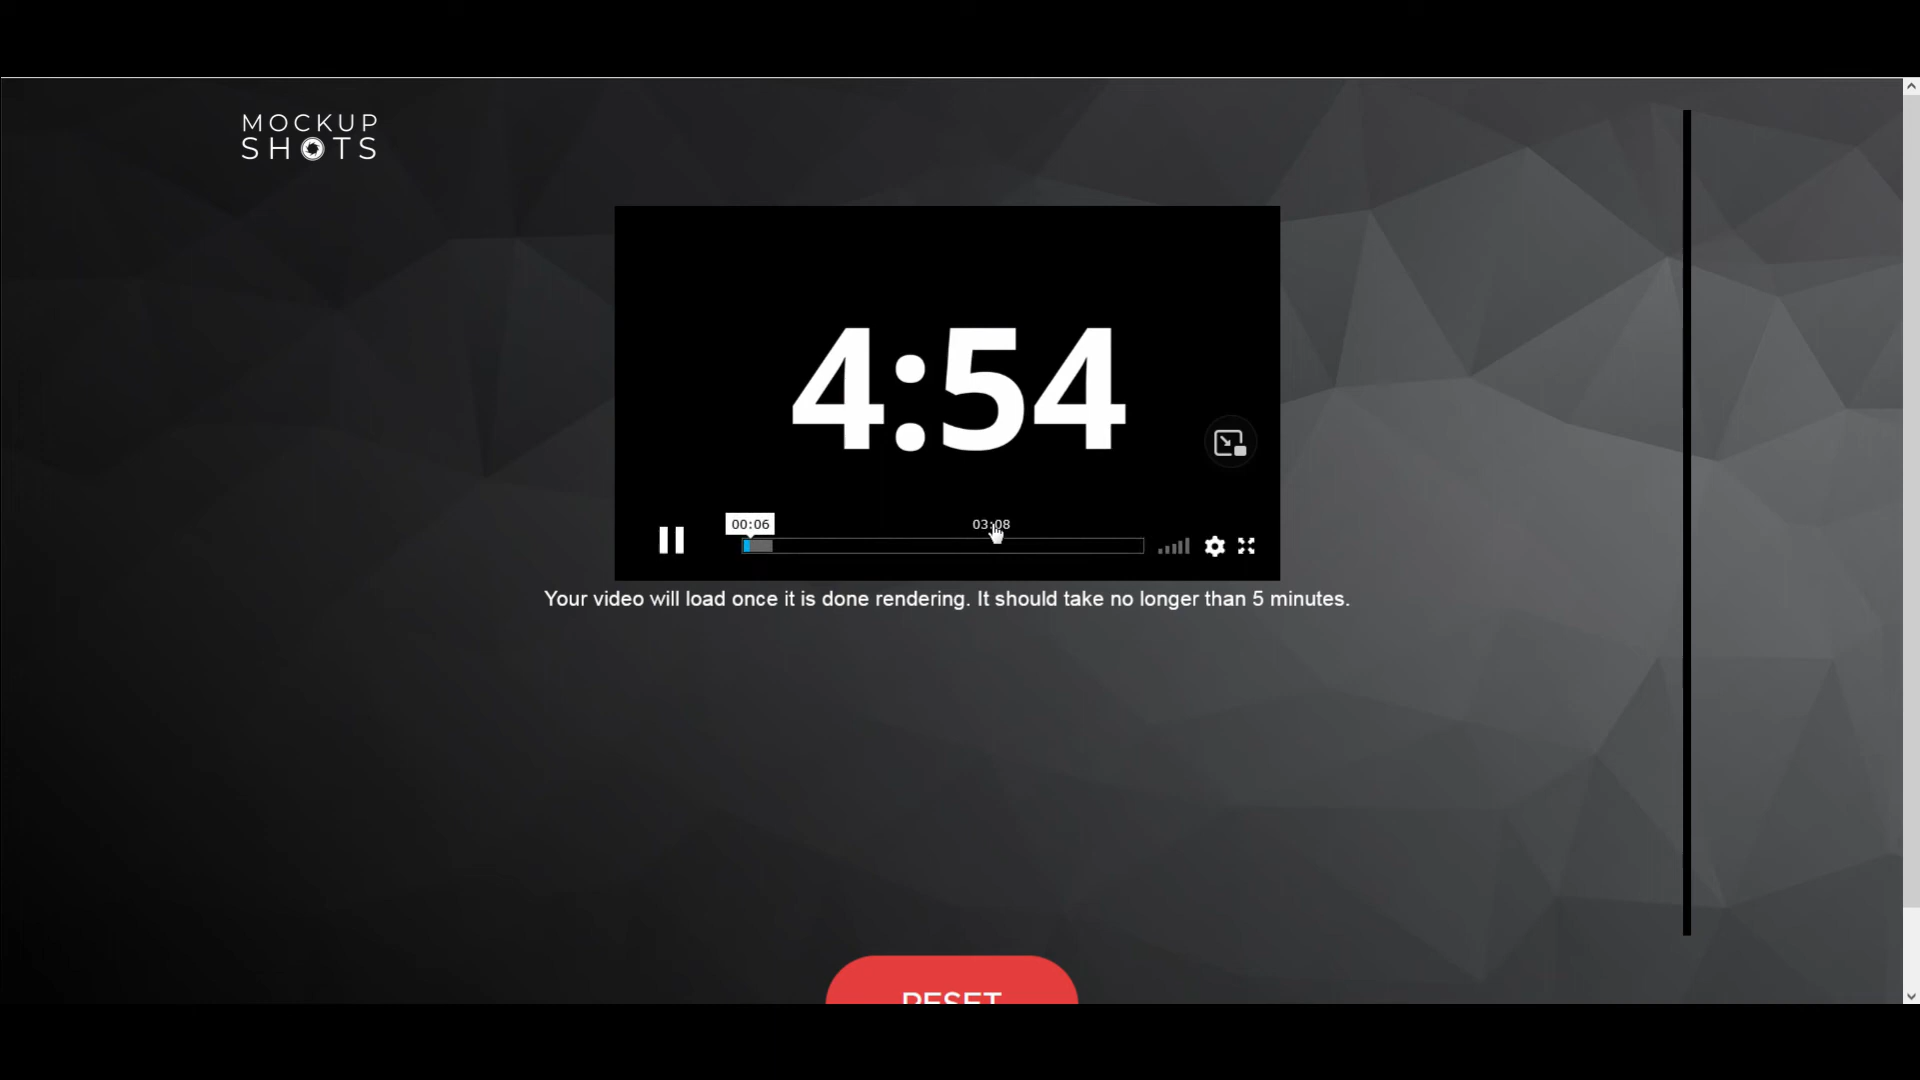 MOCKUP
SHOTS
4:54
00:06
03:08
Your video will load once it is done rendering. It should take no longer than 5 minutes.
RESET